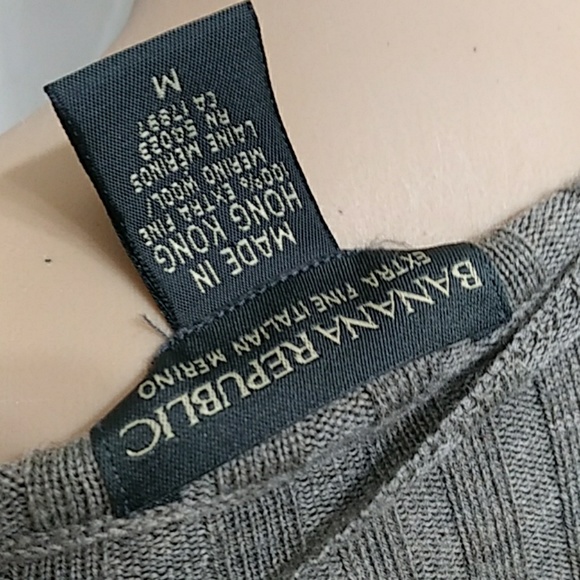 BANANA REPUBLIC
EXTRA FINE ITALIAN MERINO
MADE IN
HONG KONG
100% EXTRA FINE
MERINO WOOL/
LAINE MERINOS
RN 54023
CA 17897
M